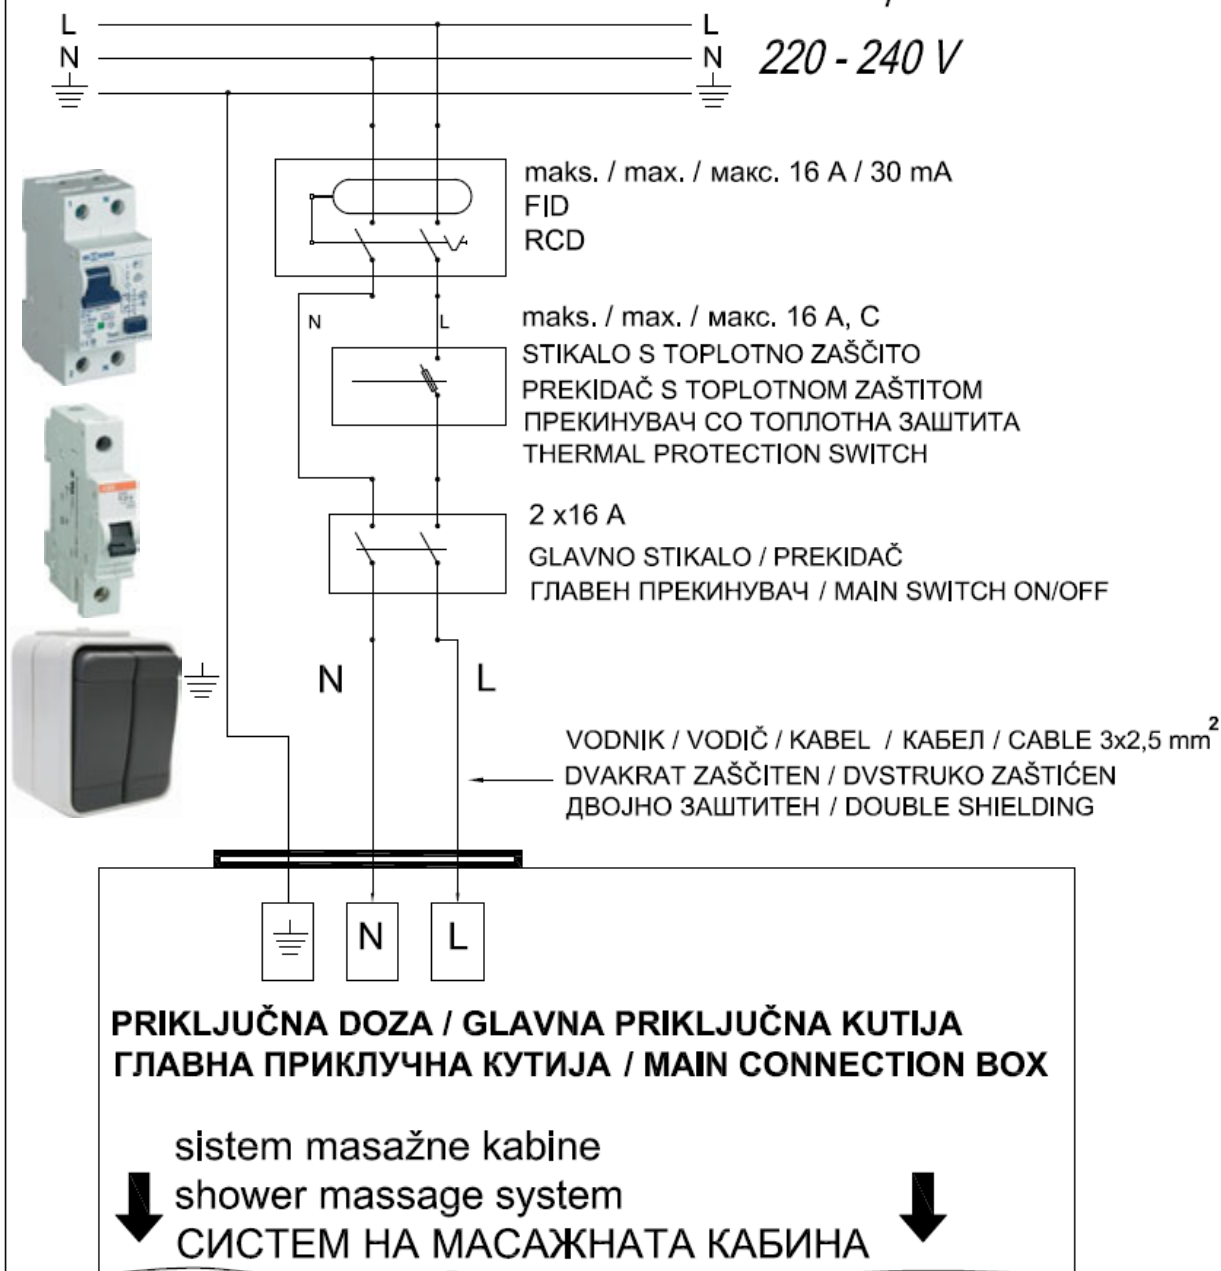 L
L
N
N
220 - 240 V
maks. / max. / макс. 16 A / 30 mA
FID
RCD
N
L
maks. / max. / макс. 16 A, C
STIKALO S TOPLOTNO ZAŠČITO
PREKIDAČ S TOPLOTNOM ZAŠTITOM
ПРЕКИНУВАЧ СО ТОПЛОТНА ЗАШТИТА
THERMAL PROTECTION SWITCH
2 x16 A
GLAVNO STIKALO / PREKIDAČ
ГЛАВЕН ПРЕКИНУВАЧ / MAIN SWITCH ON/OFF
N
L
VODNIK / VODIČ / KABEL / КАБЕЛ / CABLE 3x2,5 mm²
DVAKRAT ZAŠČITEN / DVSTRUKO ZAŠTIĆEN
ДВОЈНО ЗАШТИТЕН / DOUBLE SHIELDING
N
L
PRIKLJUČNA DOZA / GLAVNA PRIKLJUČNA KUTIJA
ГЛАВНА ПРИКЛУЧНА КУТИЈА / MAIN CONNECTION BOX
sistem masažne kabine
shower massage system
СИСТЕМ НА МАСАЖНАТА КАБИНА